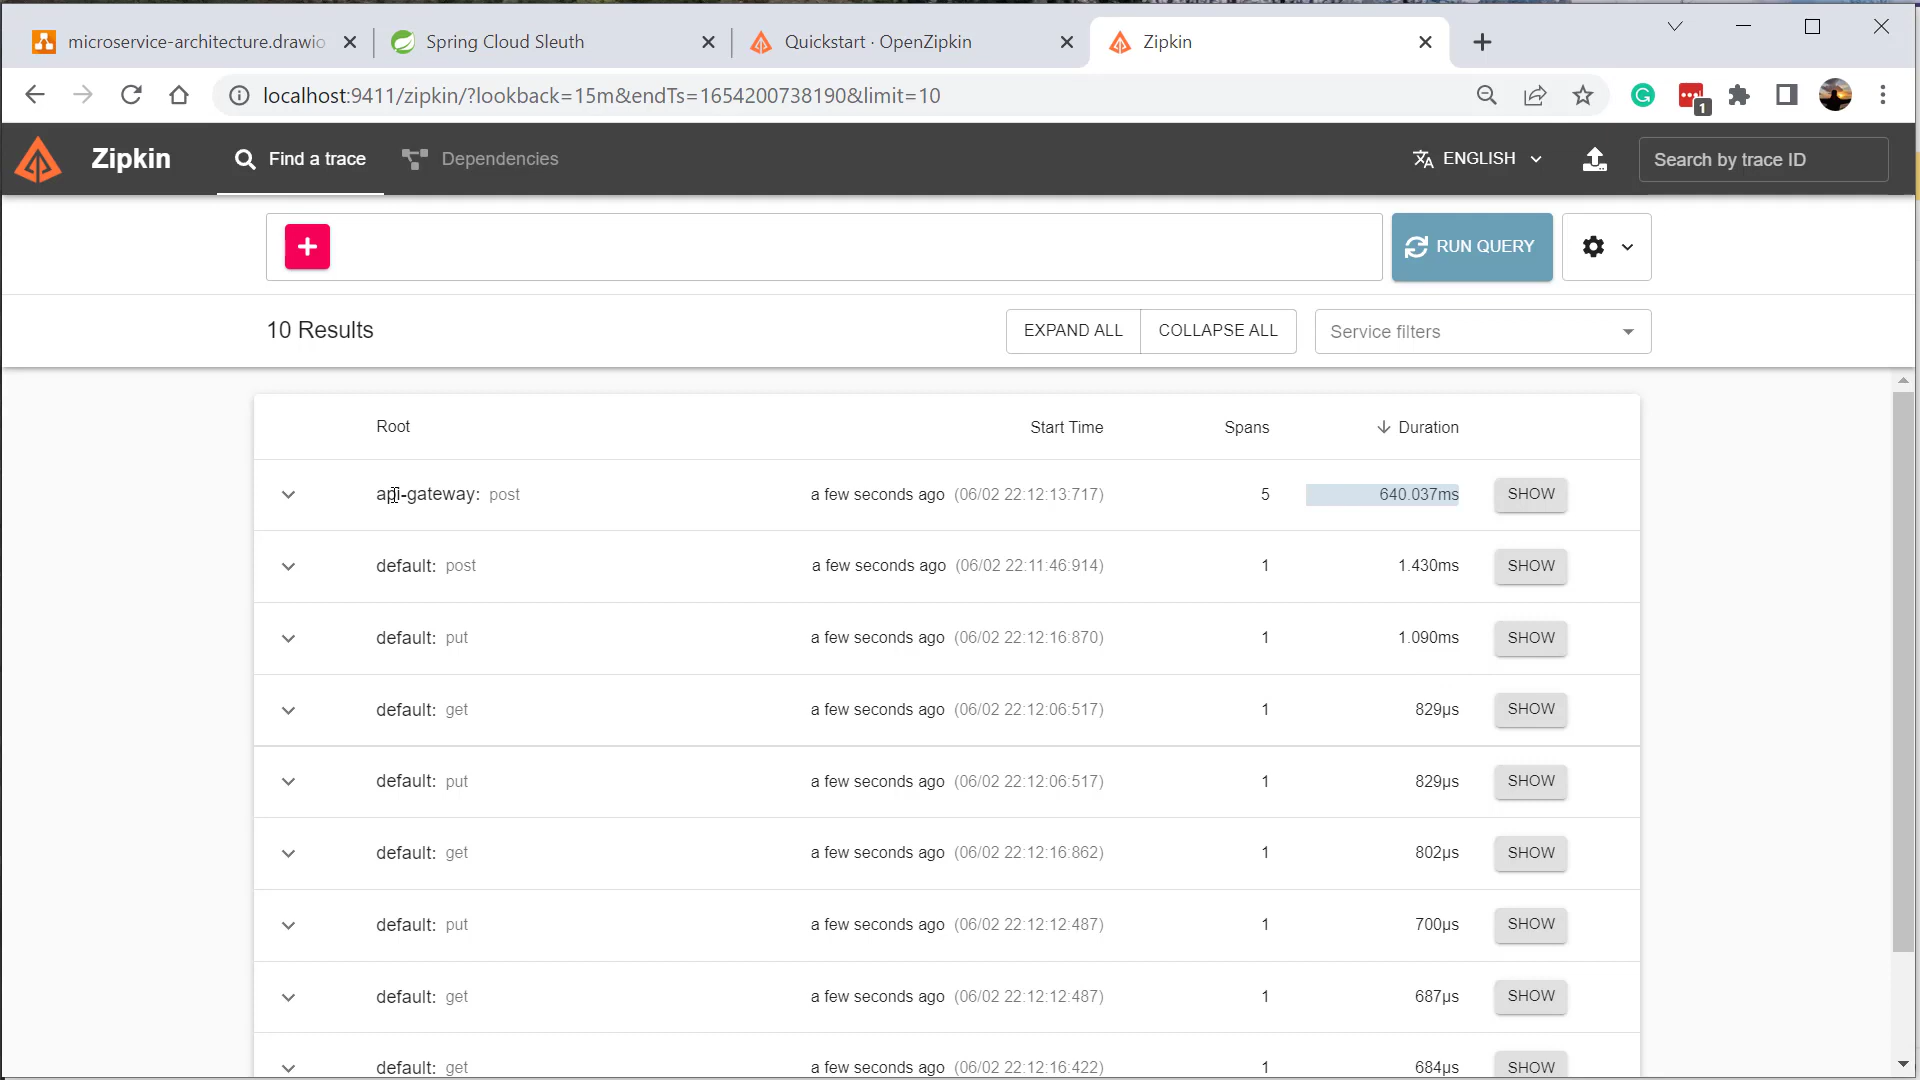 microservice-architecture.drawio
Spring Cloud Sleuth
Quickstart · OpenZipkin
Zipkin
localhost:9411/zipkin/?lookback=15m&endTs=1654200738190&limit=10
1
Zipkin
Find a trace
Dependencies
ENGLISH
Search by trace ID
RUN QUERY
10 Results
EXPAND ALL
COLLAPSE ALL
Service filters
Root Start Time Spans Duration
api-gateway: post a few seconds ago (06/02 22:12:13:717) 5 640.037ms SHOW
default: post a few seconds ago (06/02 22:11:46:914) 1 1.430ms SHOW
default: put a few seconds ago (06/02 22:12:16:870) 1 1.090ms SHOW
default: get a few seconds ago (06/02 22:12:06:517) 1 829µs SHOW
default: put a few seconds ago (06/02 22:12:06:517) 1 829µs SHOW
default: get a few seconds ago (06/02 22:12:16:862) 1 802µs SHOW
default: put a few seconds ago (06/02 22:12:12:487) 1 700µs SHOW
default: get a few seconds ago (06/02 22:12:12:487) 1 687µs SHOW
default: get a few seconds ago (06/02 22:12:16:422) 1 684µs SHOW